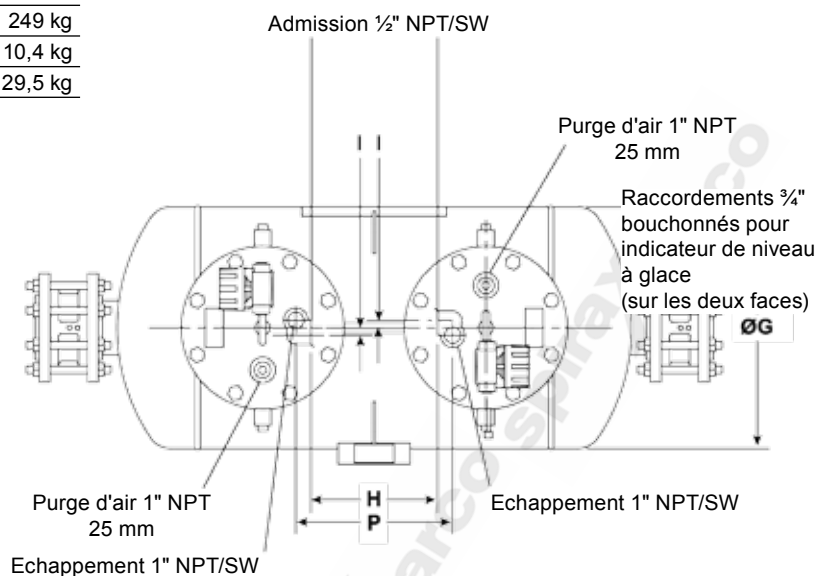 249 kg
10,4 kg
29,5 kg
Admission ½" NPT/SW
Purge d'air 1" NPT
25 mm
Raccordements ¾"
bouchonnés pour
indicateur de niveau
à glace
(sur les deux faces)
I I
ØG
H
P
Purge d'air 1" NPT
25 mm
Echappement 1" NPT/SW
Echappement 1" NPT/SW